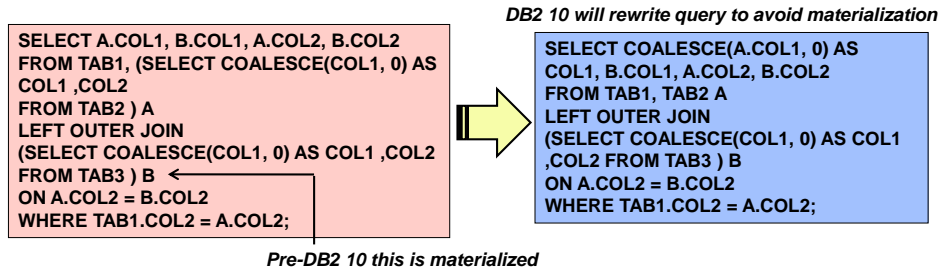 DB2 10 will rewrite query to avoid materialization
SELECT A.COL1, B.COL1, A.COL2, B.COL2
FROM TAB1, (SELECT COALESCE(COL1, 0) AS
COL1 ,COL2
FROM TAB2 ) A
LEFT OUTER JOIN
(SELECT COALESCE(COL1, 0) AS COL1 ,COL2
FROM TAB3 ) B
ON A.COL2 = B.COL2
WHERE TAB1.COL2 = A.COL2;
SELECT COALESCE(A.COL1, 0) AS
COL1, B.COL1, A.COL2, B.COL2
FROM TAB1, TAB2 A
LEFT OUTER JOIN
(SELECT COALESCE(COL1, 0) AS COL1
,COL2 FROM TAB3 ) B
ON A.COL2 = B.COL2
WHERE TAB1.COL2 = A.COL2;
Pre-DB2 10 this is materialized